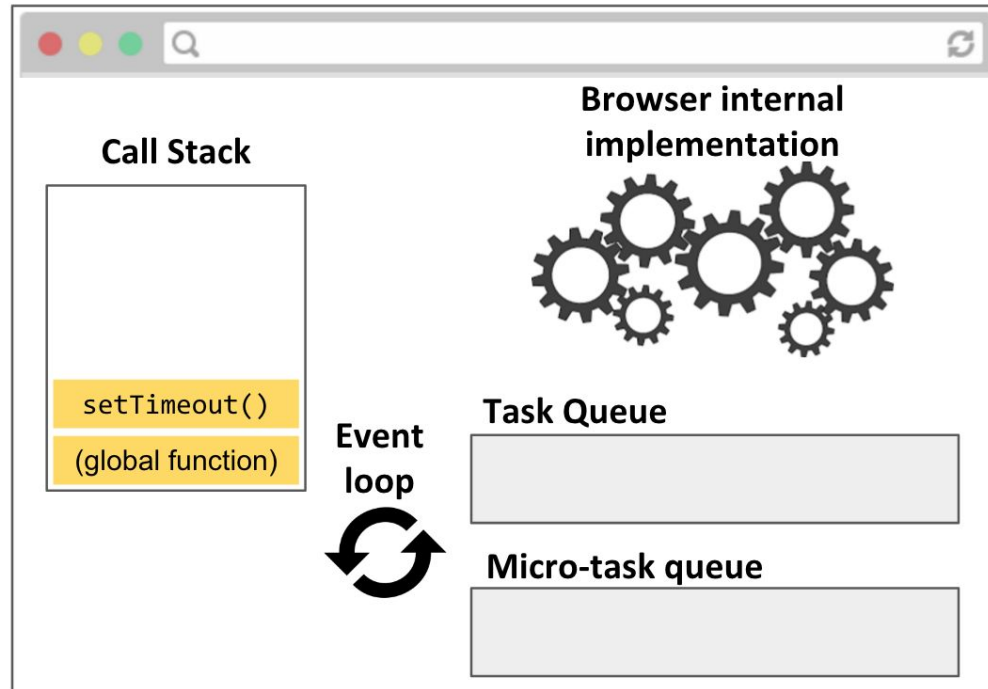 Browser internal
implementation
Call Stack
setTimeout()
(global function)
Event
loop
Task Queue
Micro-task queue